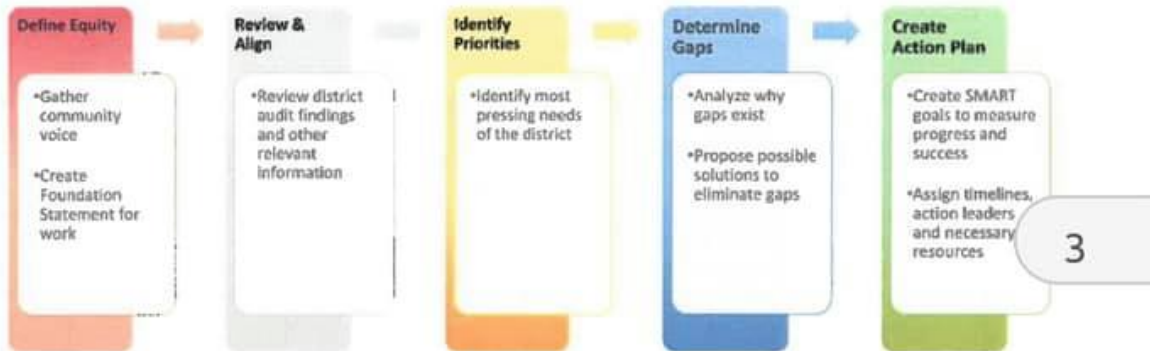 Define Equity
•Gather
community
voice
•Create
Foundation
Statement for
work
Review &
Align
•Review district
audit findings
and other
relevant
information
Identify
Priorities
•Identify most
pressing needs
of the district
Determine
Gaps
•Analyze why
gaps exist
•Propose possible
solutions to
eliminate gaps
Create
Action Plan
•Create SMART
goals to measure
progress and
success
•Assign timelines,
action leaders
and necessary
resources
3